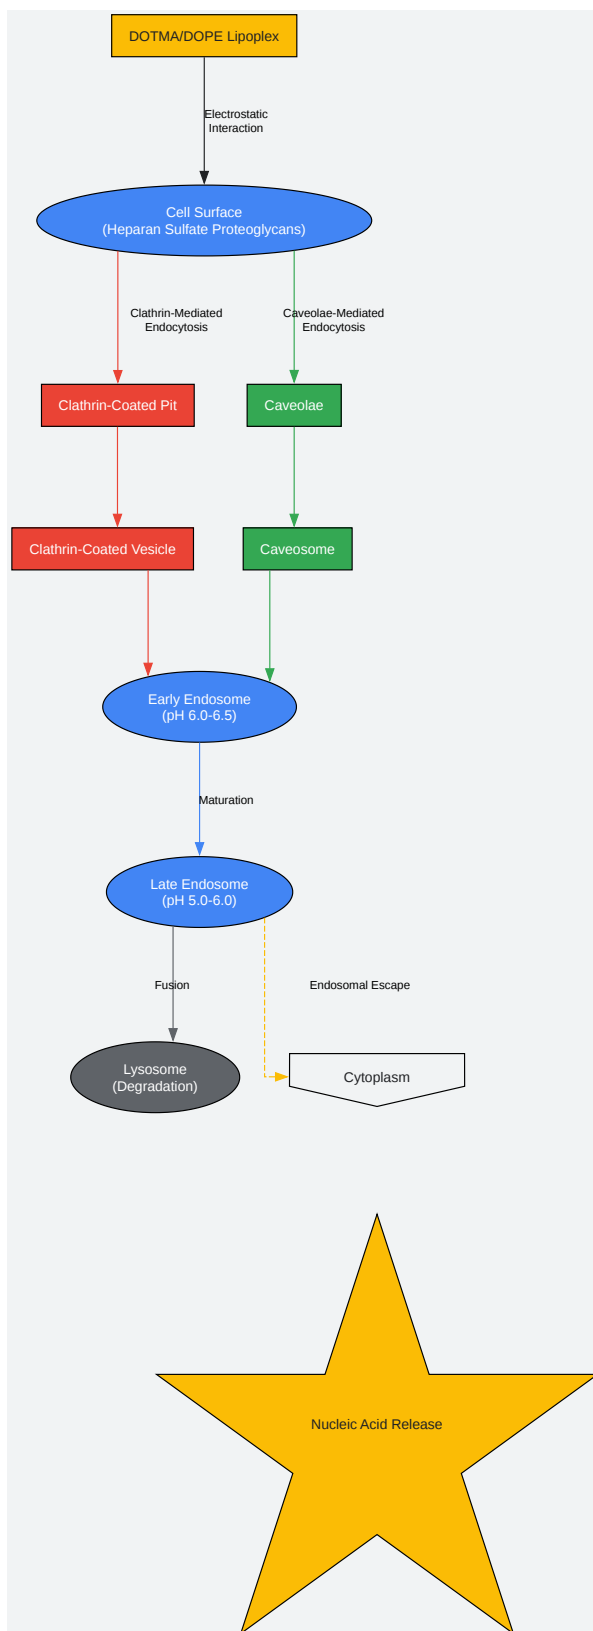 DOTMA/DOPE Lipoplex
Electrostatic
Interaction
Cell Surface
(Heparan Sulfate Proteoglycans)
Clathrin-Mediated
Endocytosis
Caveolae-Mediated
Endocytosis
Clathrin-Coated Pit
Caveolae
Clathrin-Coated Vesicle
Caveosome
Early Endosome
(pH 6.0-6.5)
Maturation
Late Endosome
(pH 5.0-6.0)
Fusion
Endosomal Escape
Lysosome
(Degradation)
Cytoplasm
Nucleic Acid Release